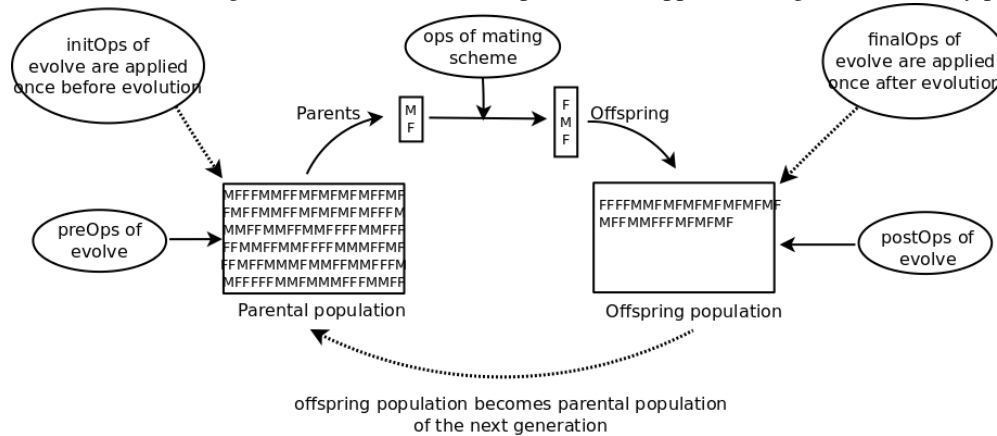 initOps of
evolve are applied
once before evolution
ops of mating
scheme
finalOps of
evolve are applied
once after evolution
Parents
M
F
F
M
F
Offspring
MFFFMMFFMFMFMFMFFMF
FMFFMMFFMFMFMFMFFFM
MMFFMMFFMMFFFFMMFFF
FFMMFFMMFFFFMMMFFMF
FFMFFMMMFMMFFMMFFFM
MFFFFFMMFMMMFFFMMFF
FFFFMMFMFMFMFMFMFMF
MFFMMFFFMFMFMF
preOps of
evolve
postOps of
evolve
Parental population
Offspring population
offspring population becomes parental population
of the next generation